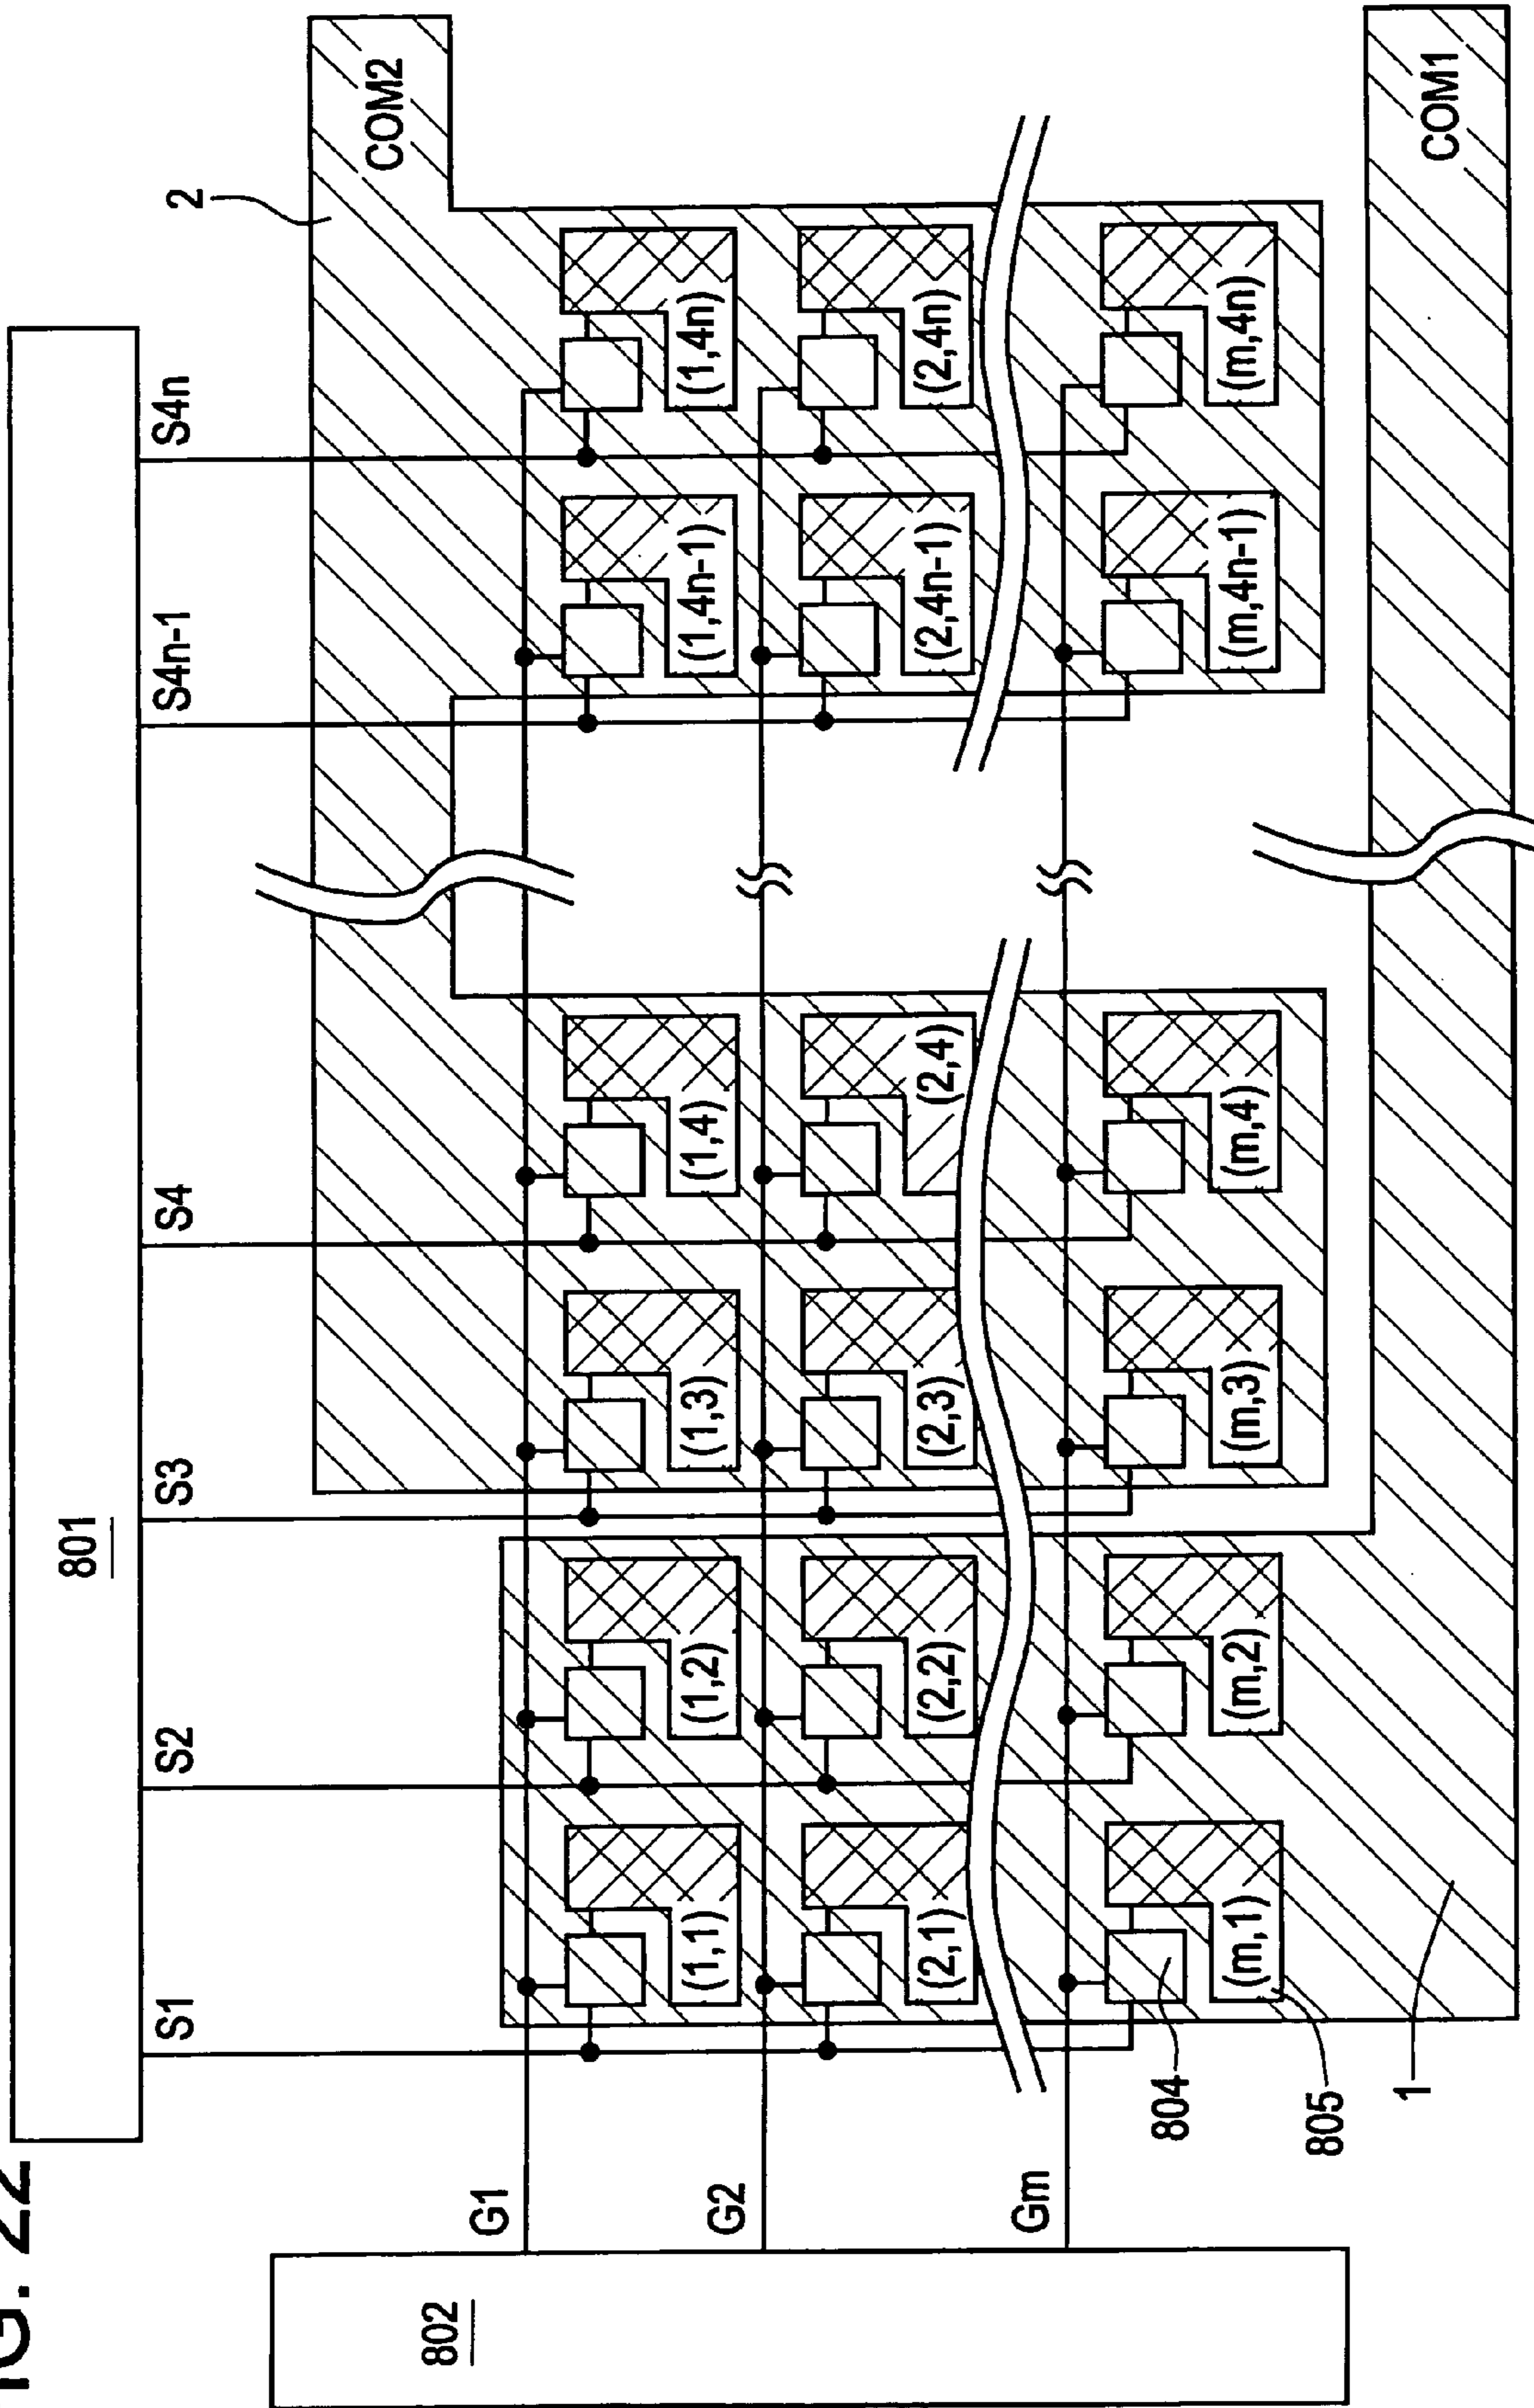 FIG. 22
801
S1
S2
S3
S4
S4n-1
S4n
2
COM2
802
G1
(1,1)
(1,2)
(1,3)
(1,4)
(1,4n-1)
(1,4n)
G2
(2,1)
(2,2)
(2,3)
(2,4)
(2,4n-1)
(2,4n)
Gm
(m,1)
(m,2)
(m,3)
(m,4)
(m,4n-1)
(m,4n)
804
805
1
COM1